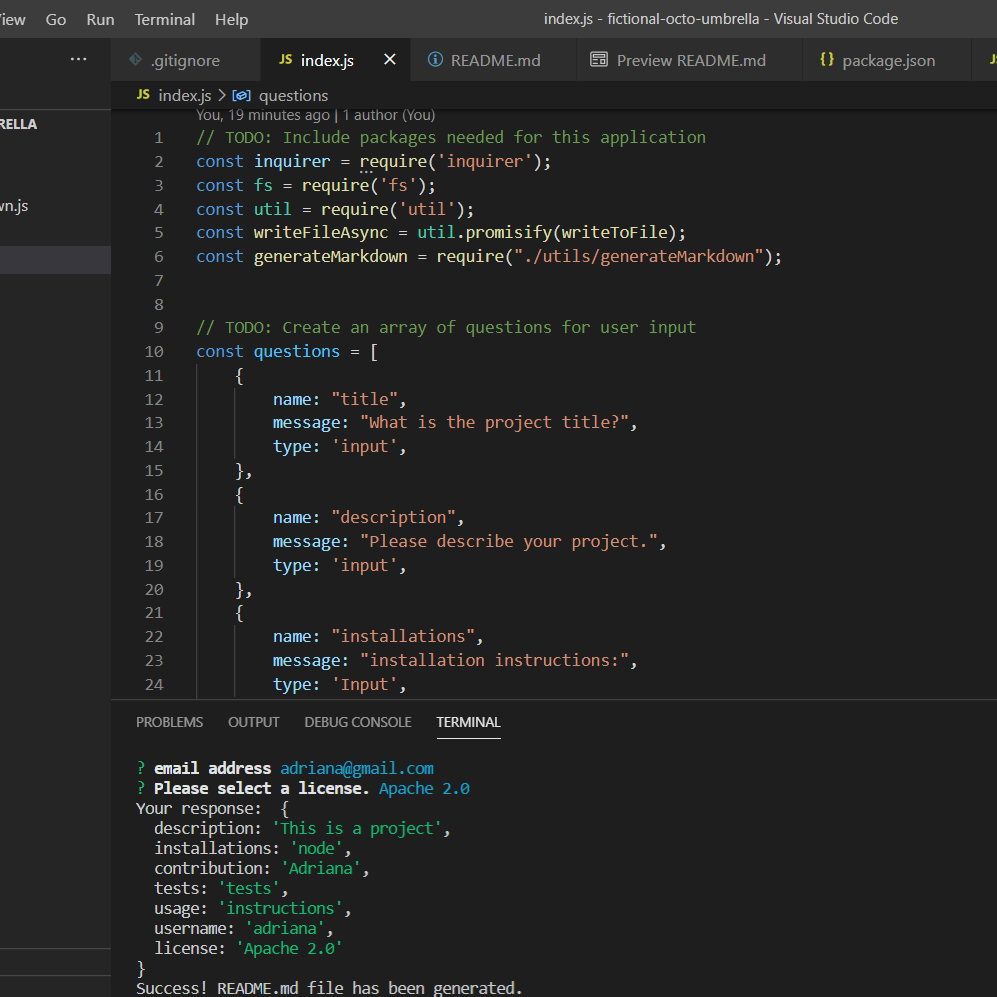 View Go Run Terminal Help index.js - fictional-octo-umbrella - Visual Studio Code
... .gitignore JS index.js × README.md Preview README.md {} package.json JS
JS index.js > questions
RELLA
wn.js
You, 19 minutes ago | 1 author (You)
1 // TODO: Include packages needed for this application
2 const inquirer = require('inquirer');
3 const fs = require('fs');
4 const util = require('util');
5 const writeFileAsync = util.promisify(writeToFile);
6 const generateMarkdown = require("./utils/generateMarkdown");
7
8
9 // TODO: Create an array of questions for user input
10 const questions = [
11 {
12 name: "title",
13 message: "What is the project title?",
14 type: 'input',
15 },
16 {
17 name: "description",
18 message: "Please describe your project.",
19 type: 'input',
20 },
21 {
22 name: "installations",
23 message: "installation instructions:",
24 type: 'Input',
PROBLEMS OUTPUT DEBUG CONSOLE TERMINAL
? email address adriana@gmail.com
? Please select a license. Apache 2.0
Your response: {
description: 'This is a project',
installations: 'node',
contribution: 'Adriana',
tests: 'tests',
usage: 'instructions',
username: 'adriana',
license: 'Apache 2.0'
}
Success! README.md file has been generated.